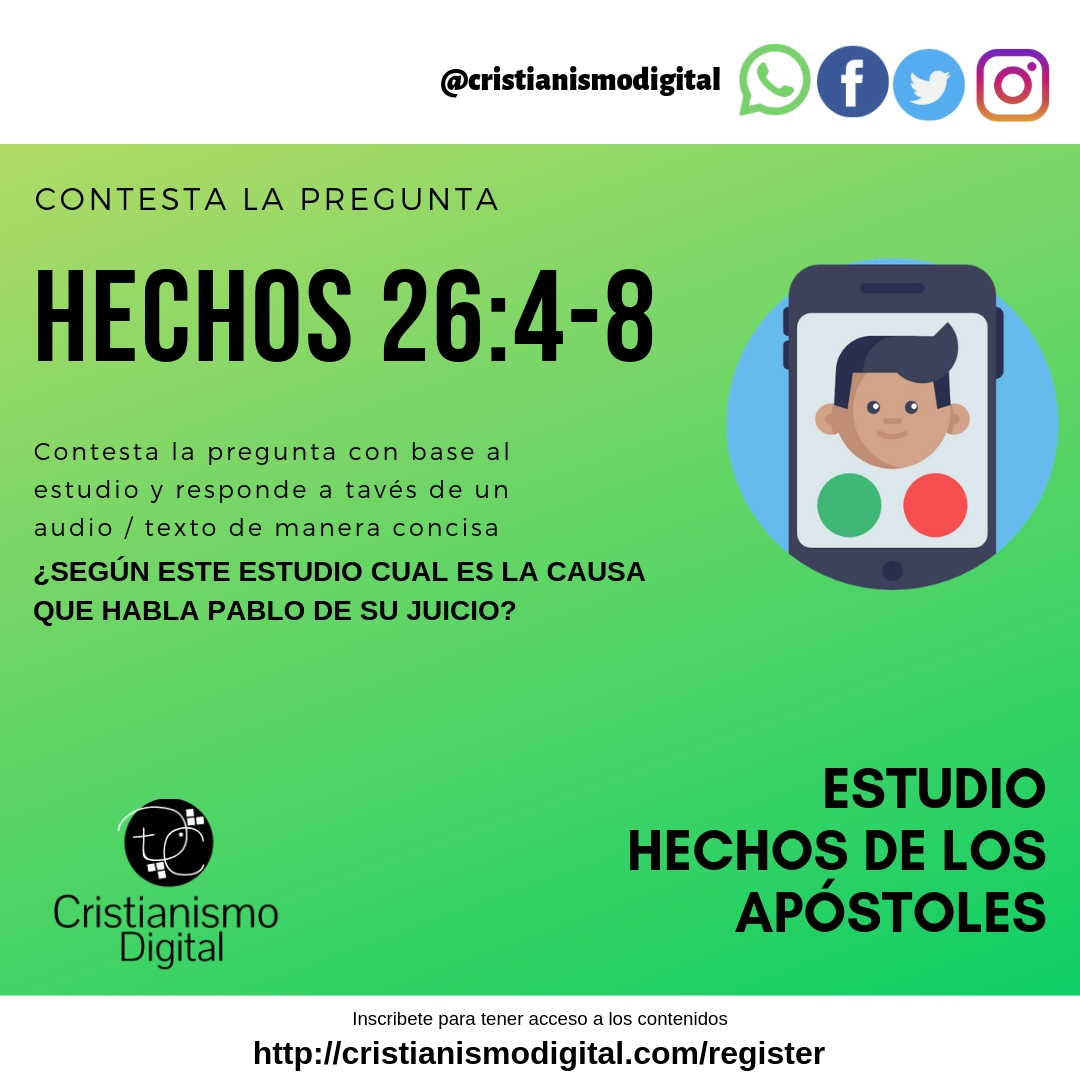 @cristianismodigital
CONTESTA LA PREGUNTA
HECHOS 26:4-8
Contesta la pregunta con base al
estudio y responde a tavés de un
audio / texto de manera concisa
¿SEGÚN ESTE ESTUDIO CUAL ES LA CAUSA
QUE HABLA PABLO DE SU JUICIO?
ESTUDIO
HECHOS DE LOS
APÓSTOLES
Cristianismo
Digital
Inscribete para tener acceso a los contenidos
http://cristianismodigital.com/register